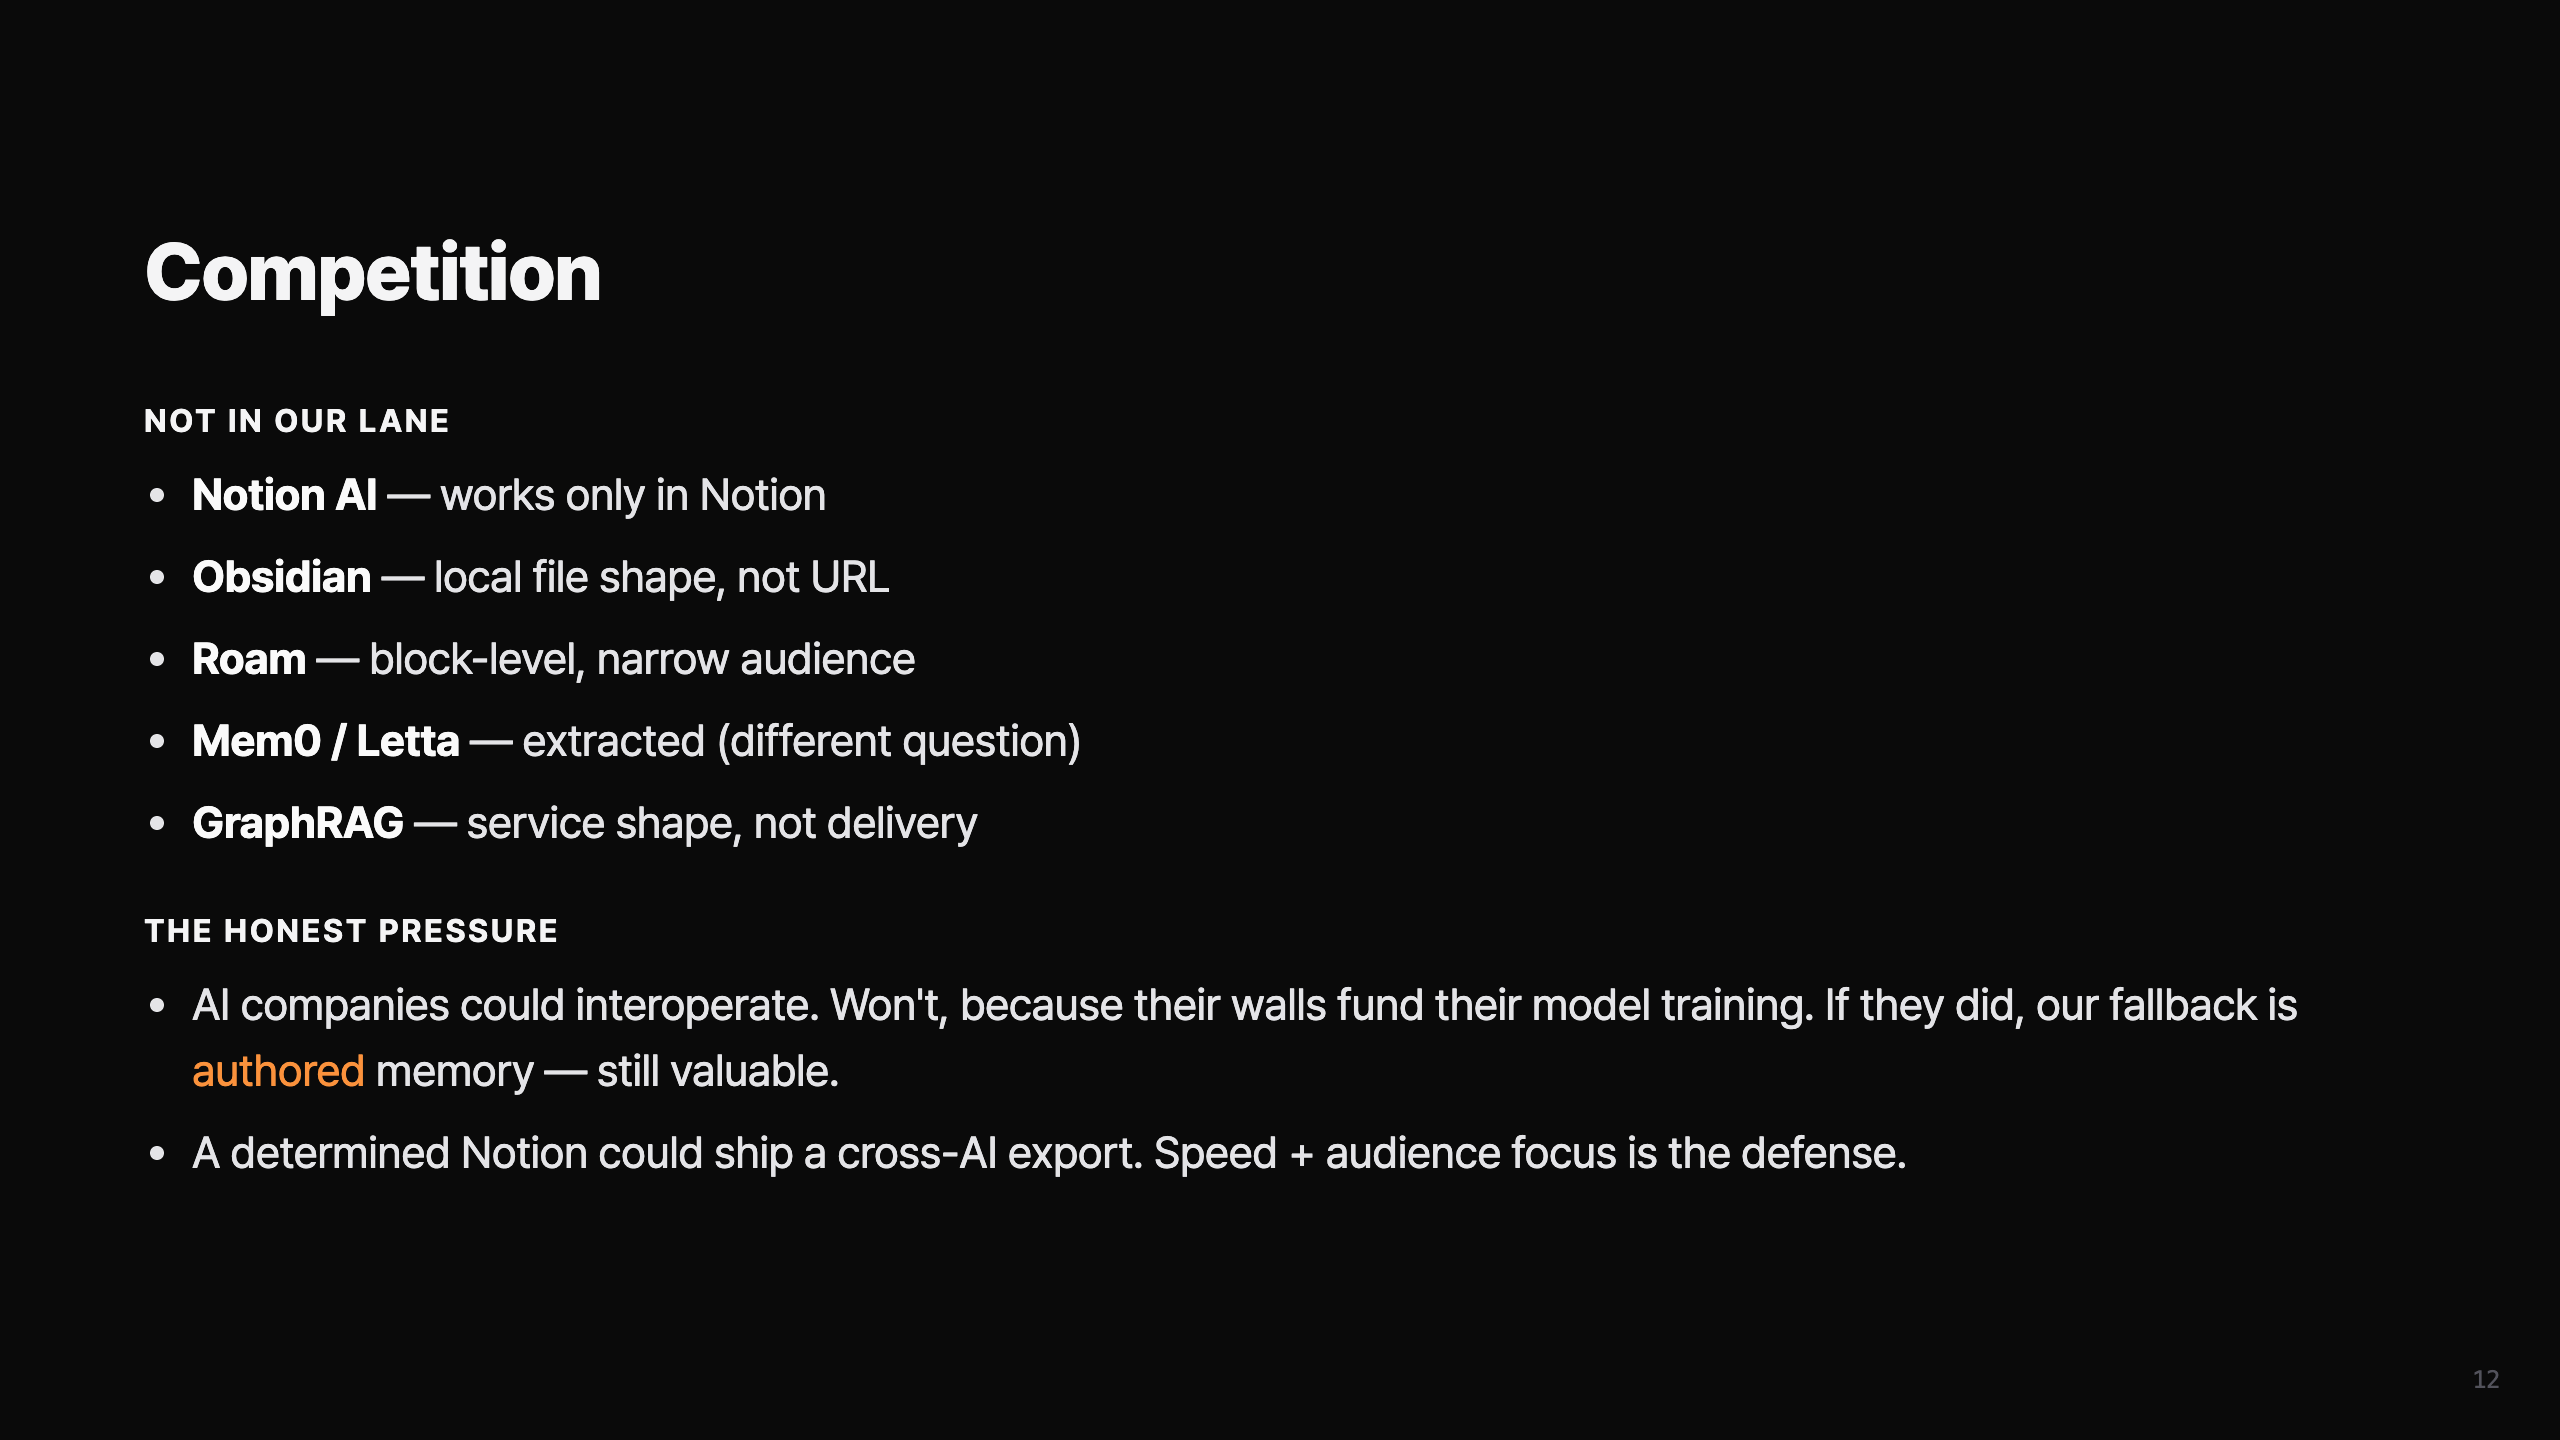 Competition
NOT IN OUR LANE
• Notion AI — works only in Notion
• Obsidian — local file shape, not URL
• Roam — block-level, narrow audience
• Mem0 / Letta — extracted (different question)
• GraphRAG — service shape, not delivery
THE HONEST PRESSURE
• AI companies could interoperate. Won't, because their walls fund their model training. If they did, our fallback is
authored memory — still valuable.
• A determined Notion could ship a cross-AI export. Speed + audience focus is the defense.
12